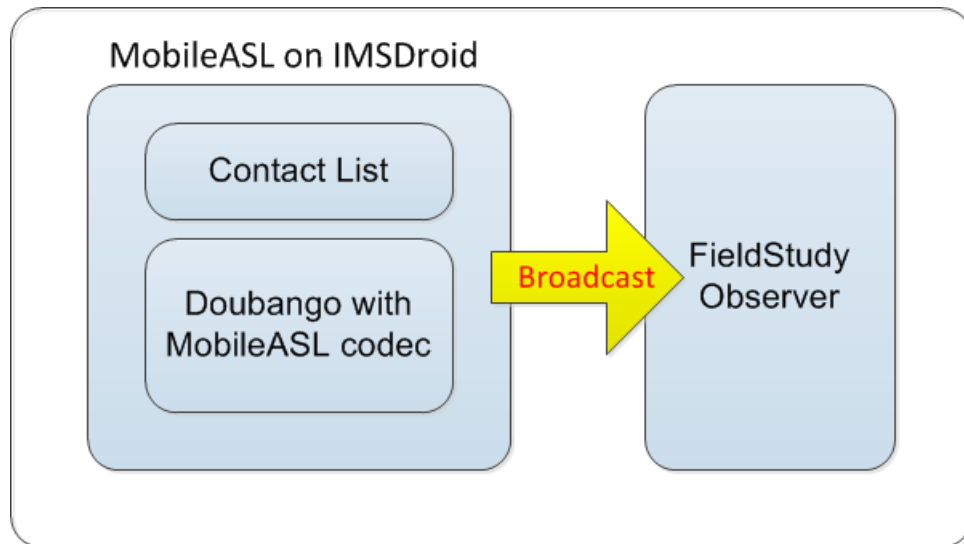 MobileASL on IMSDroid
Contact List
Doubango with
MobileASL codec
Broadcast
FieldStudy
Observer